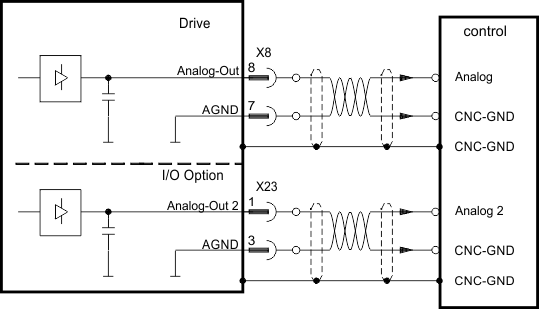 Drive
control
X8
Analog-Out 8
Analog
AGND 7
CNC-GND
CNC-GND
I/O Option
X23
Analog-Out 2 1
Analog 2
AGND 3
CNC-GND
CNC-GND